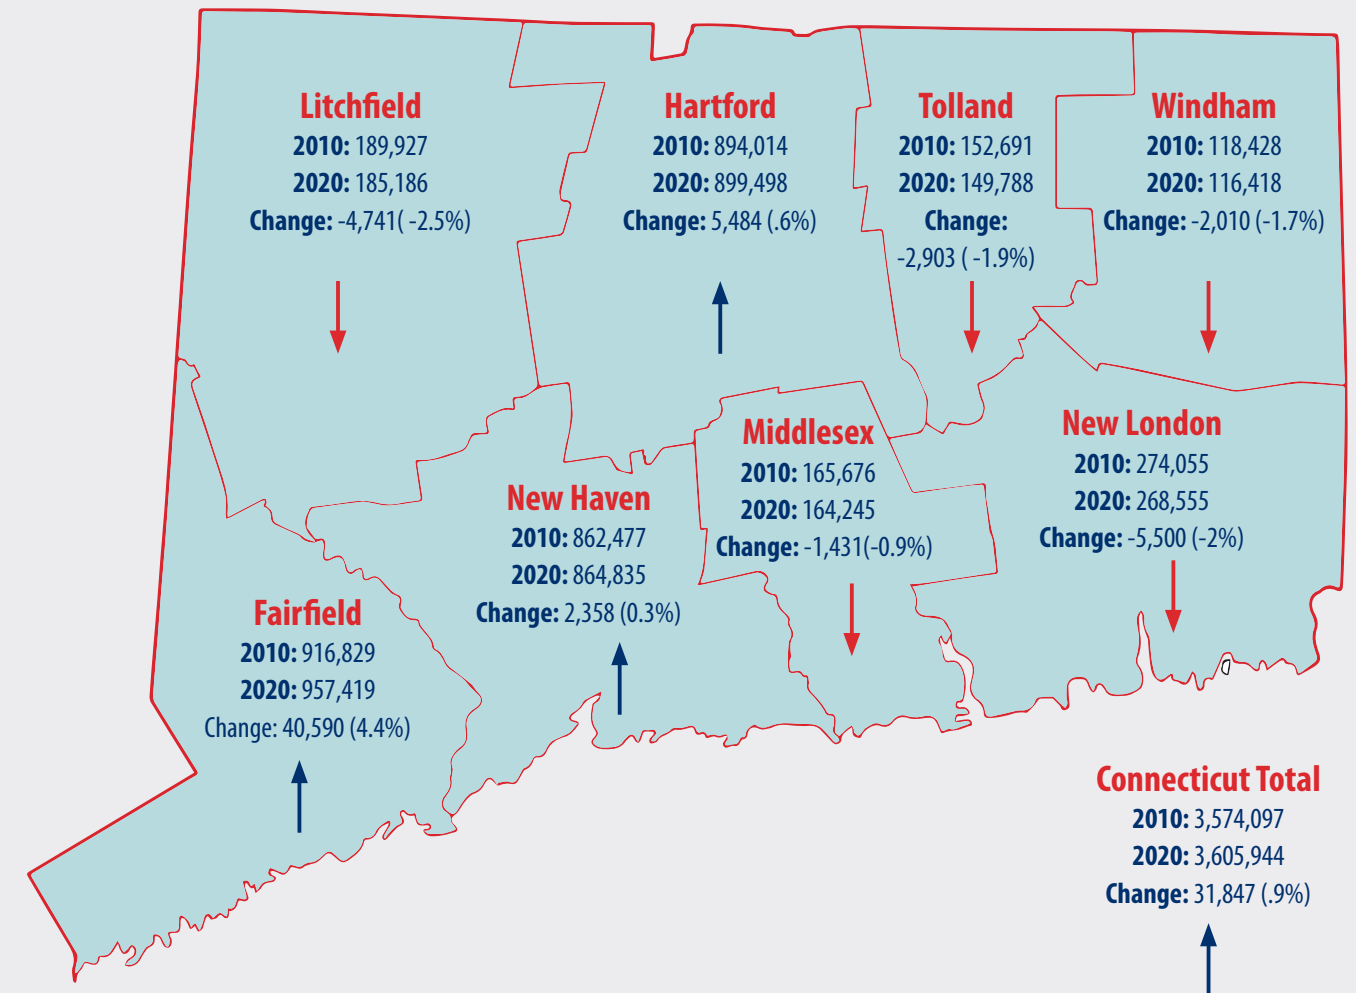 Litchfield
2010: 189,927
2020: 185,186
Change: -4,741( -2.5%)
Hartford
2010: 894,014
2020: 899,498
Change: 5,484 (.6%)
Tolland
2010: 152,691
2020: 149,788
Change:
-2,903 ( -1.9%)
Windham
2010: 118,428
2020: 116,418
Change: -2,010 (-1.7%)
Fairfield
2010: 916,829
2020: 957,419
Change: 40,590 (4.4%)
New Haven
2010: 862,477
2020: 864,835
Change: 2,358 (0.3%)
Middlesex
2010: 165,676
2020: 164,245
Change: -1,431(-0.9%)
New London
2010: 274,055
2020: 268,555
Change: -5,500 (-2%)
Connecticut Total
2010: 3,574,097
2020: 3,605,944
Change: 31,847 (.9%)